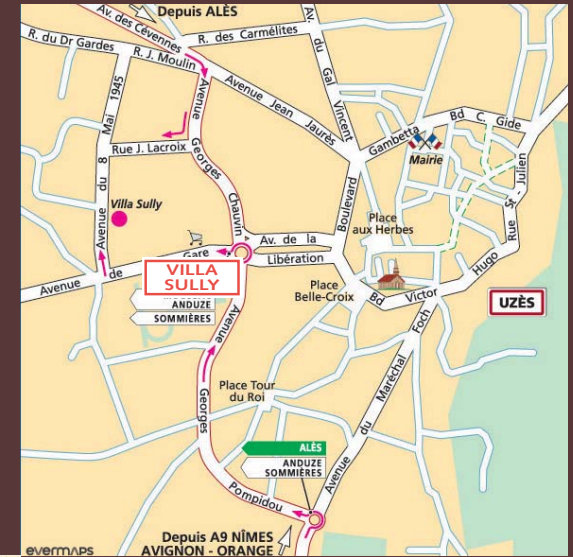 Depuis ALÈS
Av. des Cévennes
R. du Dr Gardes
R. J. Moulin
R. des Carmélites
Av. du Gal Vincent
Avenue Jean Jaurès
Mai 1945
Avenue du 8
Rue J. Lacroix
Avenue
Georges
Chauvin
Gambetta
Bd C. Gide
Mairie
Boulevard
Rue St-Julien
Villa Sully
Place
aux Herbes
Av. de la
Libération
Avenue de
Gare
VILLA
SULLY
ANDUZE
SOMMIÈRES
Place
Belle-Croix
Bd Victor Hugo
UZÈS
Avenue
Georges
Pompidou
Place Tour
du Roi
Avenue du Maréchal Foch
ALÈS
ANDUZE
SOMMIÈRES
Depuis A9 NÎMES
AVIGNON - ORANGE
evermaps